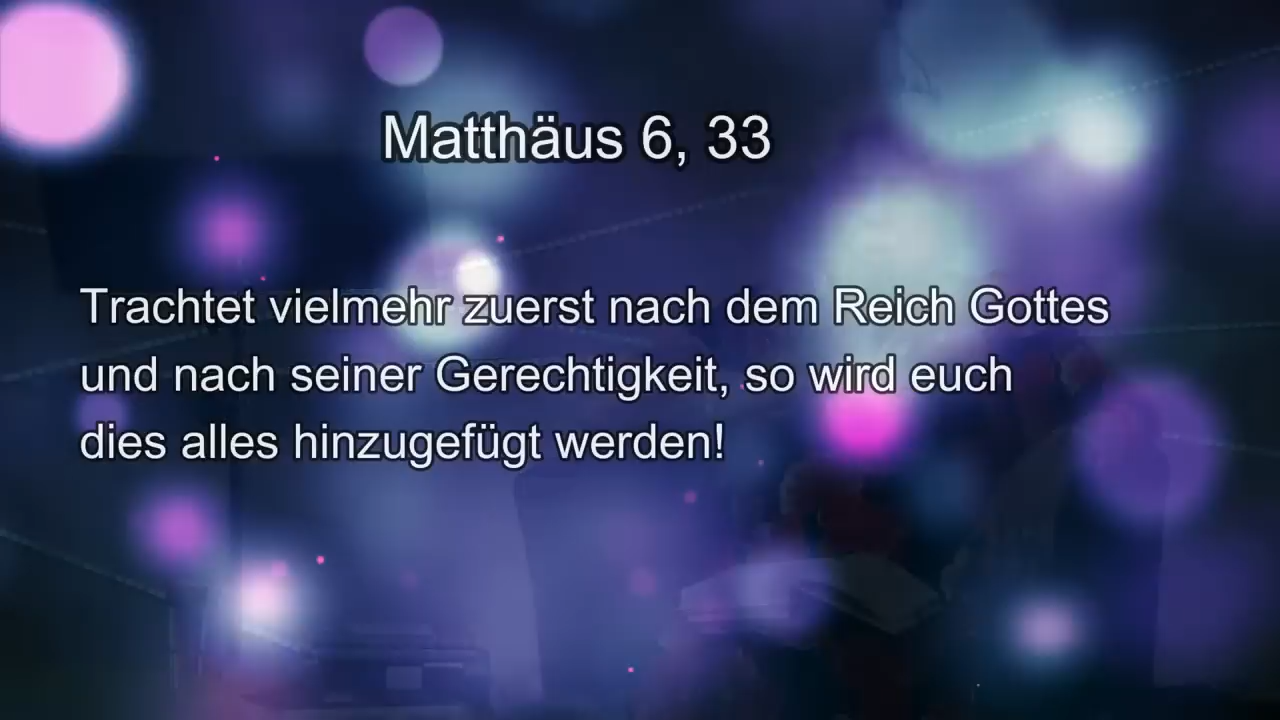 Matthäus 6, 33
Trachtet vielmehr zuerst nach dem Reich Gottes
und nach seiner Gerechtigkeit, so wird euch
dies alles hinzugefügt werden!